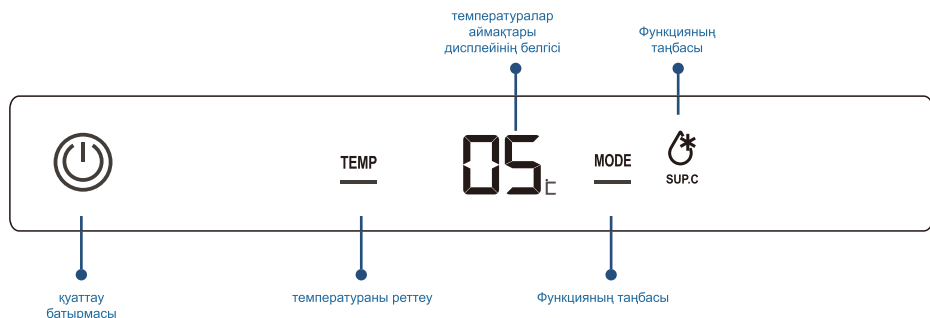 температуралар
аймақтары
дисплейінің белгісі
Функцияның
таңбасы
TEMP
05 ℃
MODE
SUP.C
қуаттау
батырмасы
температураны реттеу
Функцияның таңбасы